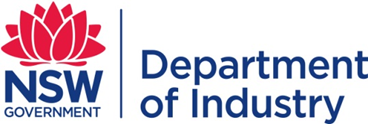 NSW
GOVERNMENT
Department
of Industry